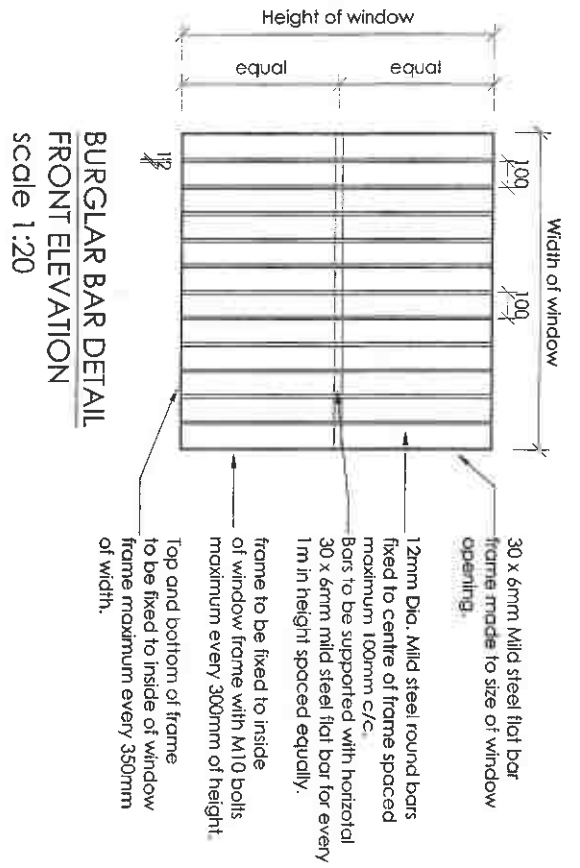 Height of window
equal
equal
Width of window
100
100
12
BURGLAR BAR DETAIL
FRONT ELEVATION
scale 1:20
30 x 6mm Mild steel flat bar
frame made to size of window
opening.
12mm Dia. Mild steel round bars
fixed to centre of frame spaced
maximum 100mm c/c.
Bars to be supported with horizotal
30 x 6mm mild steel flat bar for every
1m in height spaced equally.
frame to be fixed to inside
of window frame with M10 bolts
maximum every 300mm of height.
Top and bottom of frame
to be fixed to inside of window
frame maximum every 350mm
of width.